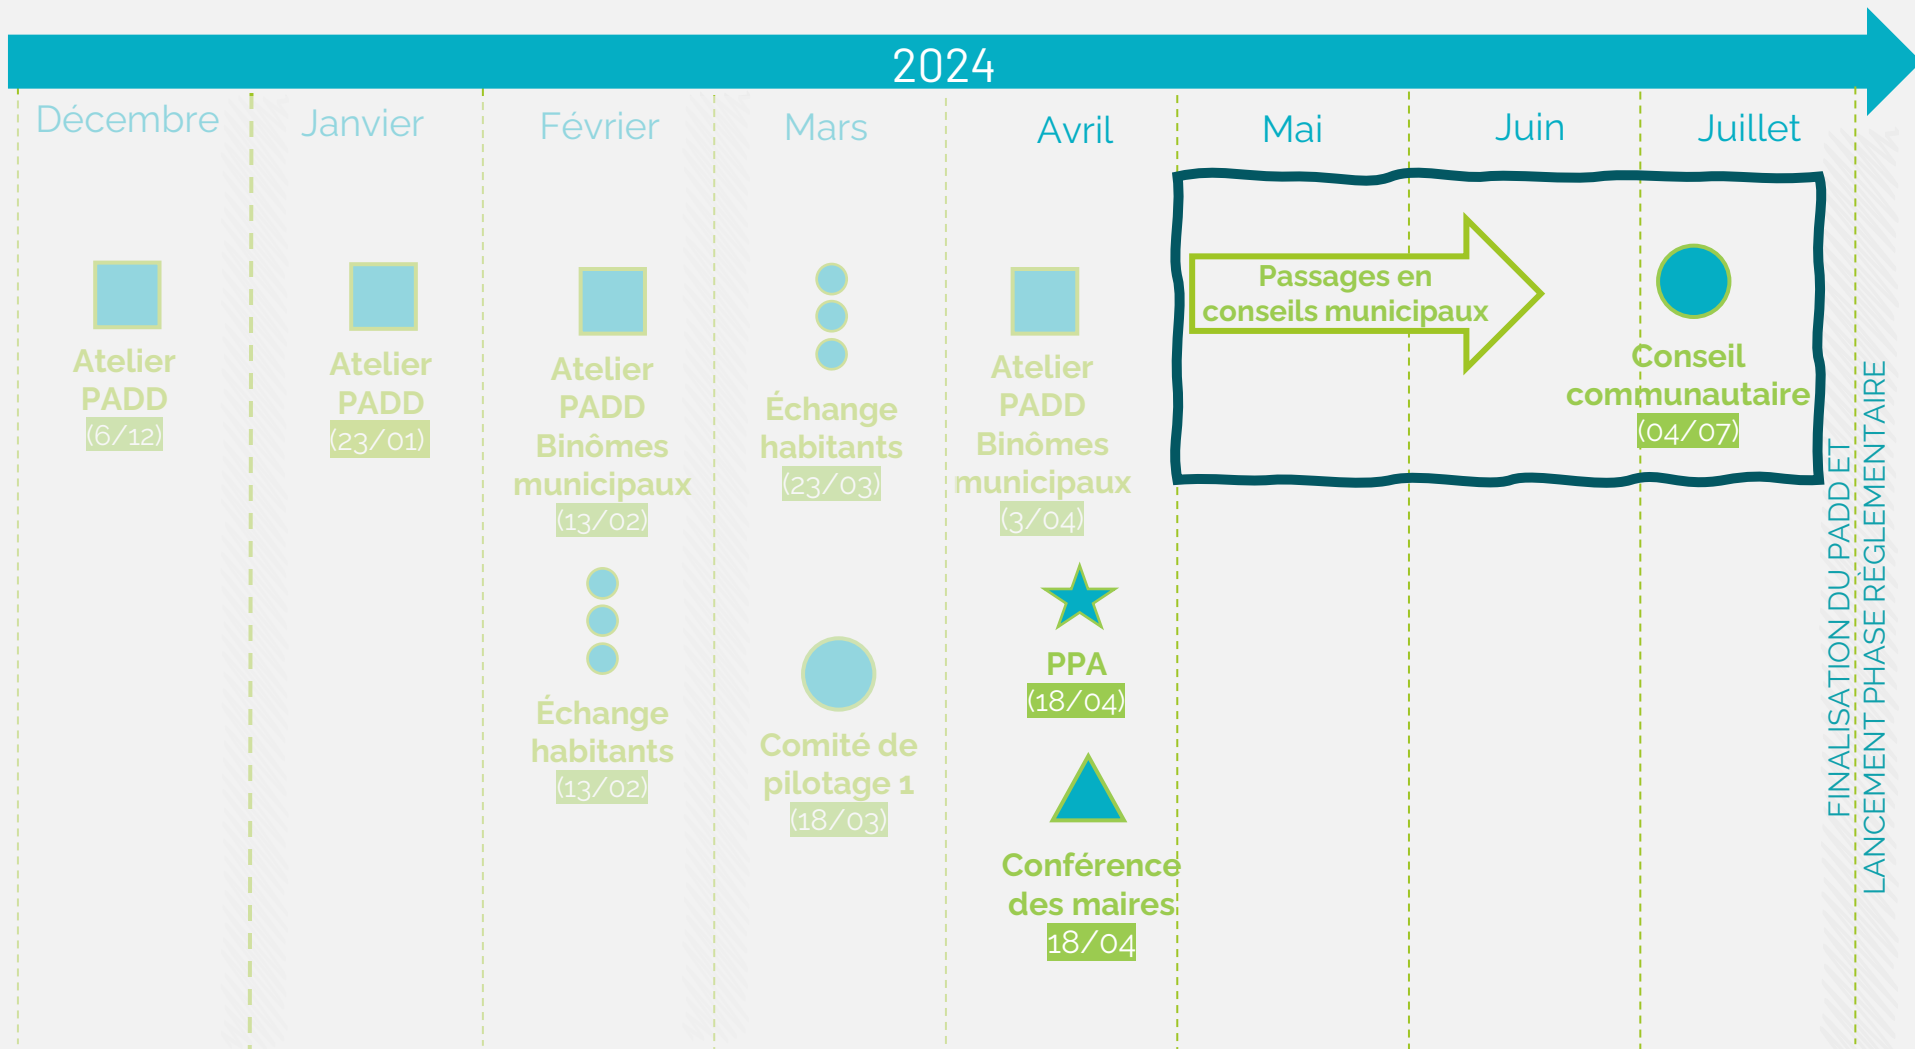 2024
Décembre
Janvier
Février
Mars
Avril
Mai
Juin
Juillet
Atelier
PADD
(6/12)
Atelier
PADD
(23/01)
Atelier
PADD
Binômes
municipaux
(13/02)
Échange
habitants
(13/02)
Échange
habitants
(23/03)
Comité de
pilotage 1
(18/03)
Atelier
PADD
Binômes
municipaux
(3/04)
PPA
(18/04)
Conférence
des maires
18/04
Passages en
conseils municipaux
Conseil
communautaire
(04/07)
FINALISATION DU PADD ET
LANCEMENT PHASE RÉGLEMENTAIRE